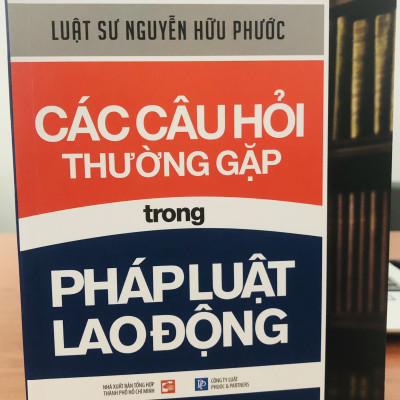 LUẬT SƯ NGUYỄN HỮU PHƯỚC
CÁC CÂU HỎI
THƯỜNG GẶP
trong
PHÁP LUẬT
LAO ĐỘNG
NHÀ XUẤT BẢN TỔNG HỢP
THÀNH PHỐ HỒ CHÍ MINH
CÔNG TY LUẬT
PHUOC & PARTNERS